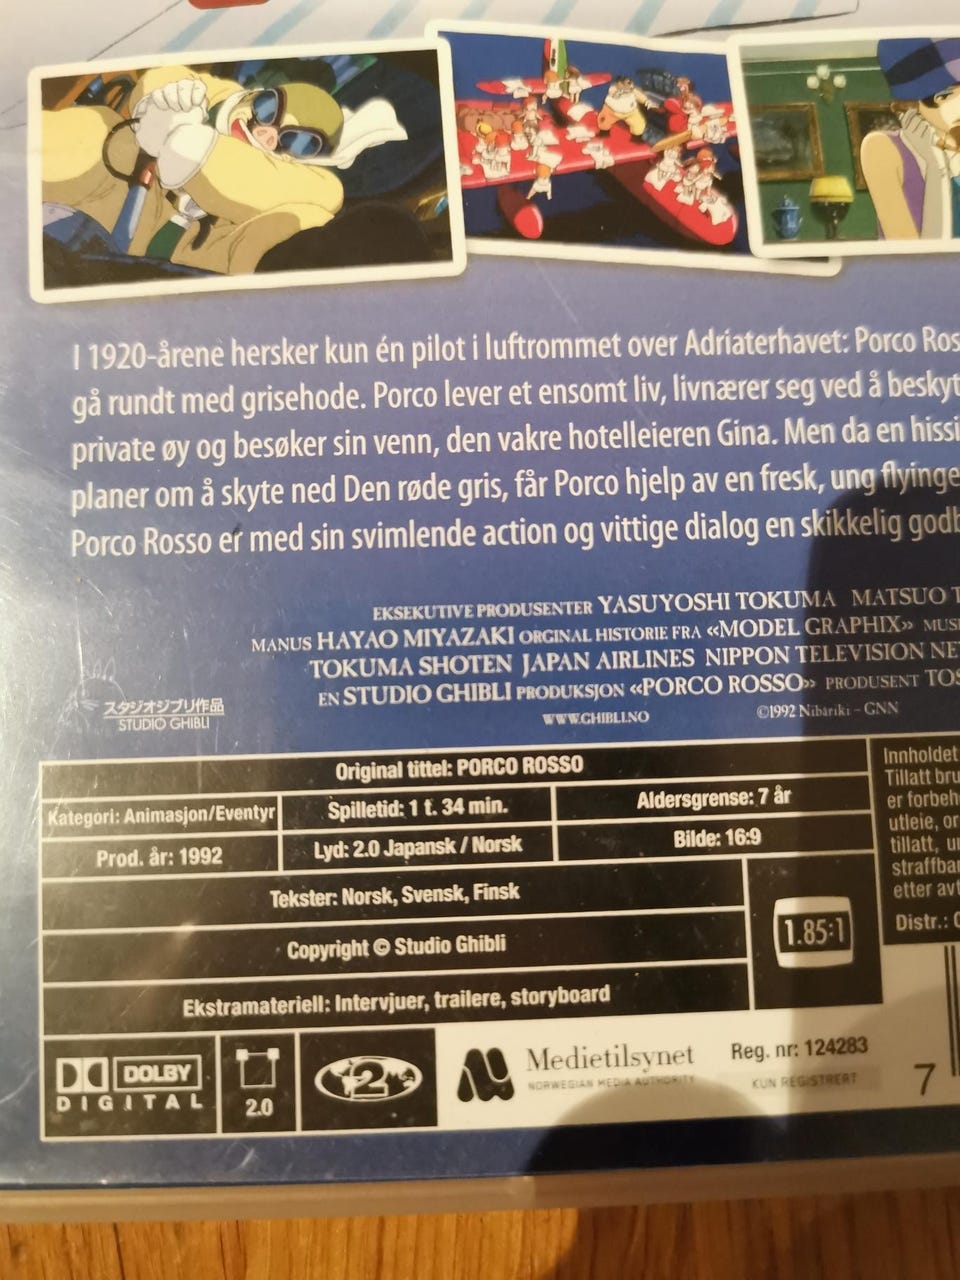 I 1920-årene hersker kun én pilot i luftrommet over Adriaterhavet: Porco Ros
gå rundt med grisehode. Porco lever et ensomt liv, livnærer seg ved å beskyt
private øy og besøker sin venn, den vakre hotelleieren Gina. Men da en hissi
planer om å skyte ned Den røde gris, får Porco hjelp av en fresk, ung flyinge
Porco Rosso er med sin svimlende action og vittige dialog en skikkelig godb
EKSEKUTIVE PRODUSENTER YASUYOSHI TOKUMA MATSUO T
MANUS HAYAO MIYAZAKI ORGINAL HISTORIE FRA «MODEL GRAPHIX» MUSI
TOKUMA SHOTEN JAPAN AIRLINES NIPPON TELEVISION NE
EN STUDIO GHIBLI PRODUKSJON «PORCO ROSSO» PRODUSENT TOS
WWW.GHIBLI.NO ©1992 Nibariki - GNN
スタジオジブリ作品
STUDIO GHIBLI
Original tittel: PORCO ROSSO
Kategori: Animasjon/Eventyr Spilletid: 1 t. 34 min. Aldersgrense: 7 år
Prod. år: 1992 Lyd: 2.0 Japansk / Norsk Bilde: 16:9
Tekster: Norsk, Svensk, Finsk
Copyright © Studio Ghibli
Ekstramateriell: Intervjuer, trailere, storyboard
1.85:1
Innholdet
Tillatt bru
er forbeh
utleie, or
tillatt, un
straffbar
etter avt
Distr.: C
DOLBY
DIGITAL
2.0
2
Medietilsynet
NORWEGIAN MEDIA AUTHORITY
Reg. nr: 124283
KUN REGISTRERT
7